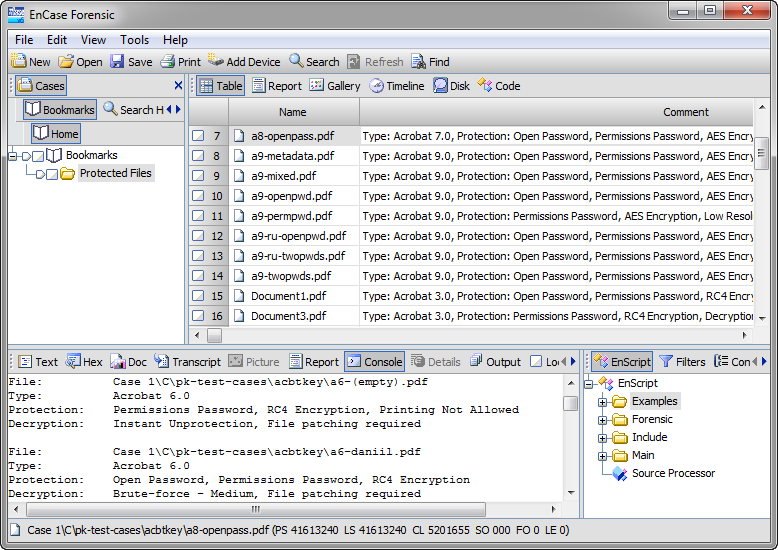 EnCase Forensic
File Edit View Tools Help
New Open Save Print Add Device Search Refresh Find
Cases
Bookmarks Search H
Home
Bookmarks
Protected Files
Table Report Gallery Timeline Disk Code
Name Comment
7 a8-openpass.pdf Type: Acrobat 7.0, Protection: Open Password, Permissions Password, AES Encry
8 a9-metadata.pdf Type: Acrobat 9.0, Protection: Open Password, Permissions Password, AES Encry
9 a9-mixed.pdf Type: Acrobat 9.0, Protection: Open Password, Permissions Password, AES Encry
10 a9-openpwd.pdf Type: Acrobat 9.0, Protection: Open Password, Permissions Password, AES Encry
11 a9-permpwd.pdf Type: Acrobat 9.0, Protection: Permissions Password, AES Encryption, Low Resol
12 a9-ru-openpwd.pdf Type: Acrobat 9.0, Protection: Open Password, Permissions Password, AES Encry
13 a9-ru-twopwds.pdf Type: Acrobat 9.0, Protection: Open Password, Permissions Password, AES Encry
14 a9-twopwds.pdf Type: Acrobat 9.0, Protection: Open Password, Permissions Password, AES Encry
15 Document1.pdf Type: Acrobat 3.0, Protection: Open Password, Permissions Password, RC4 Encry
16 Document3.pdf Type: Acrobat 3.0, Protection: Permissions Password, RC4 Encryption, Decryption
Text Hex Doc Transcript Picture Report Console Details Output Loc
File: Case 1\C\pk-test-cases\acbtkey\a6-(empty).pdf
Type: Acrobat 6.0
Protection: Permissions Password, RC4 Encryption, Printing Not Allowed
Decryption: Instant Unprotection, File patching required
File: Case 1\C\pk-test-cases\acbtkey\a6-daniil.pdf
Type: Acrobat 6.0
Protection: Open Password, Permissions Password, RC4 Encryption
Decryption: Brute-force - Medium, File patching required
EnScript Filters Con
EnScript
Examples
Forensic
Include
Main
Source Processor
Case 1\C\pk-test-cases\acbtkey\a8-openpass.pdf (PS 41613240 LS 41613240 CL 5201655 SO 000 FO 0 LE 0)